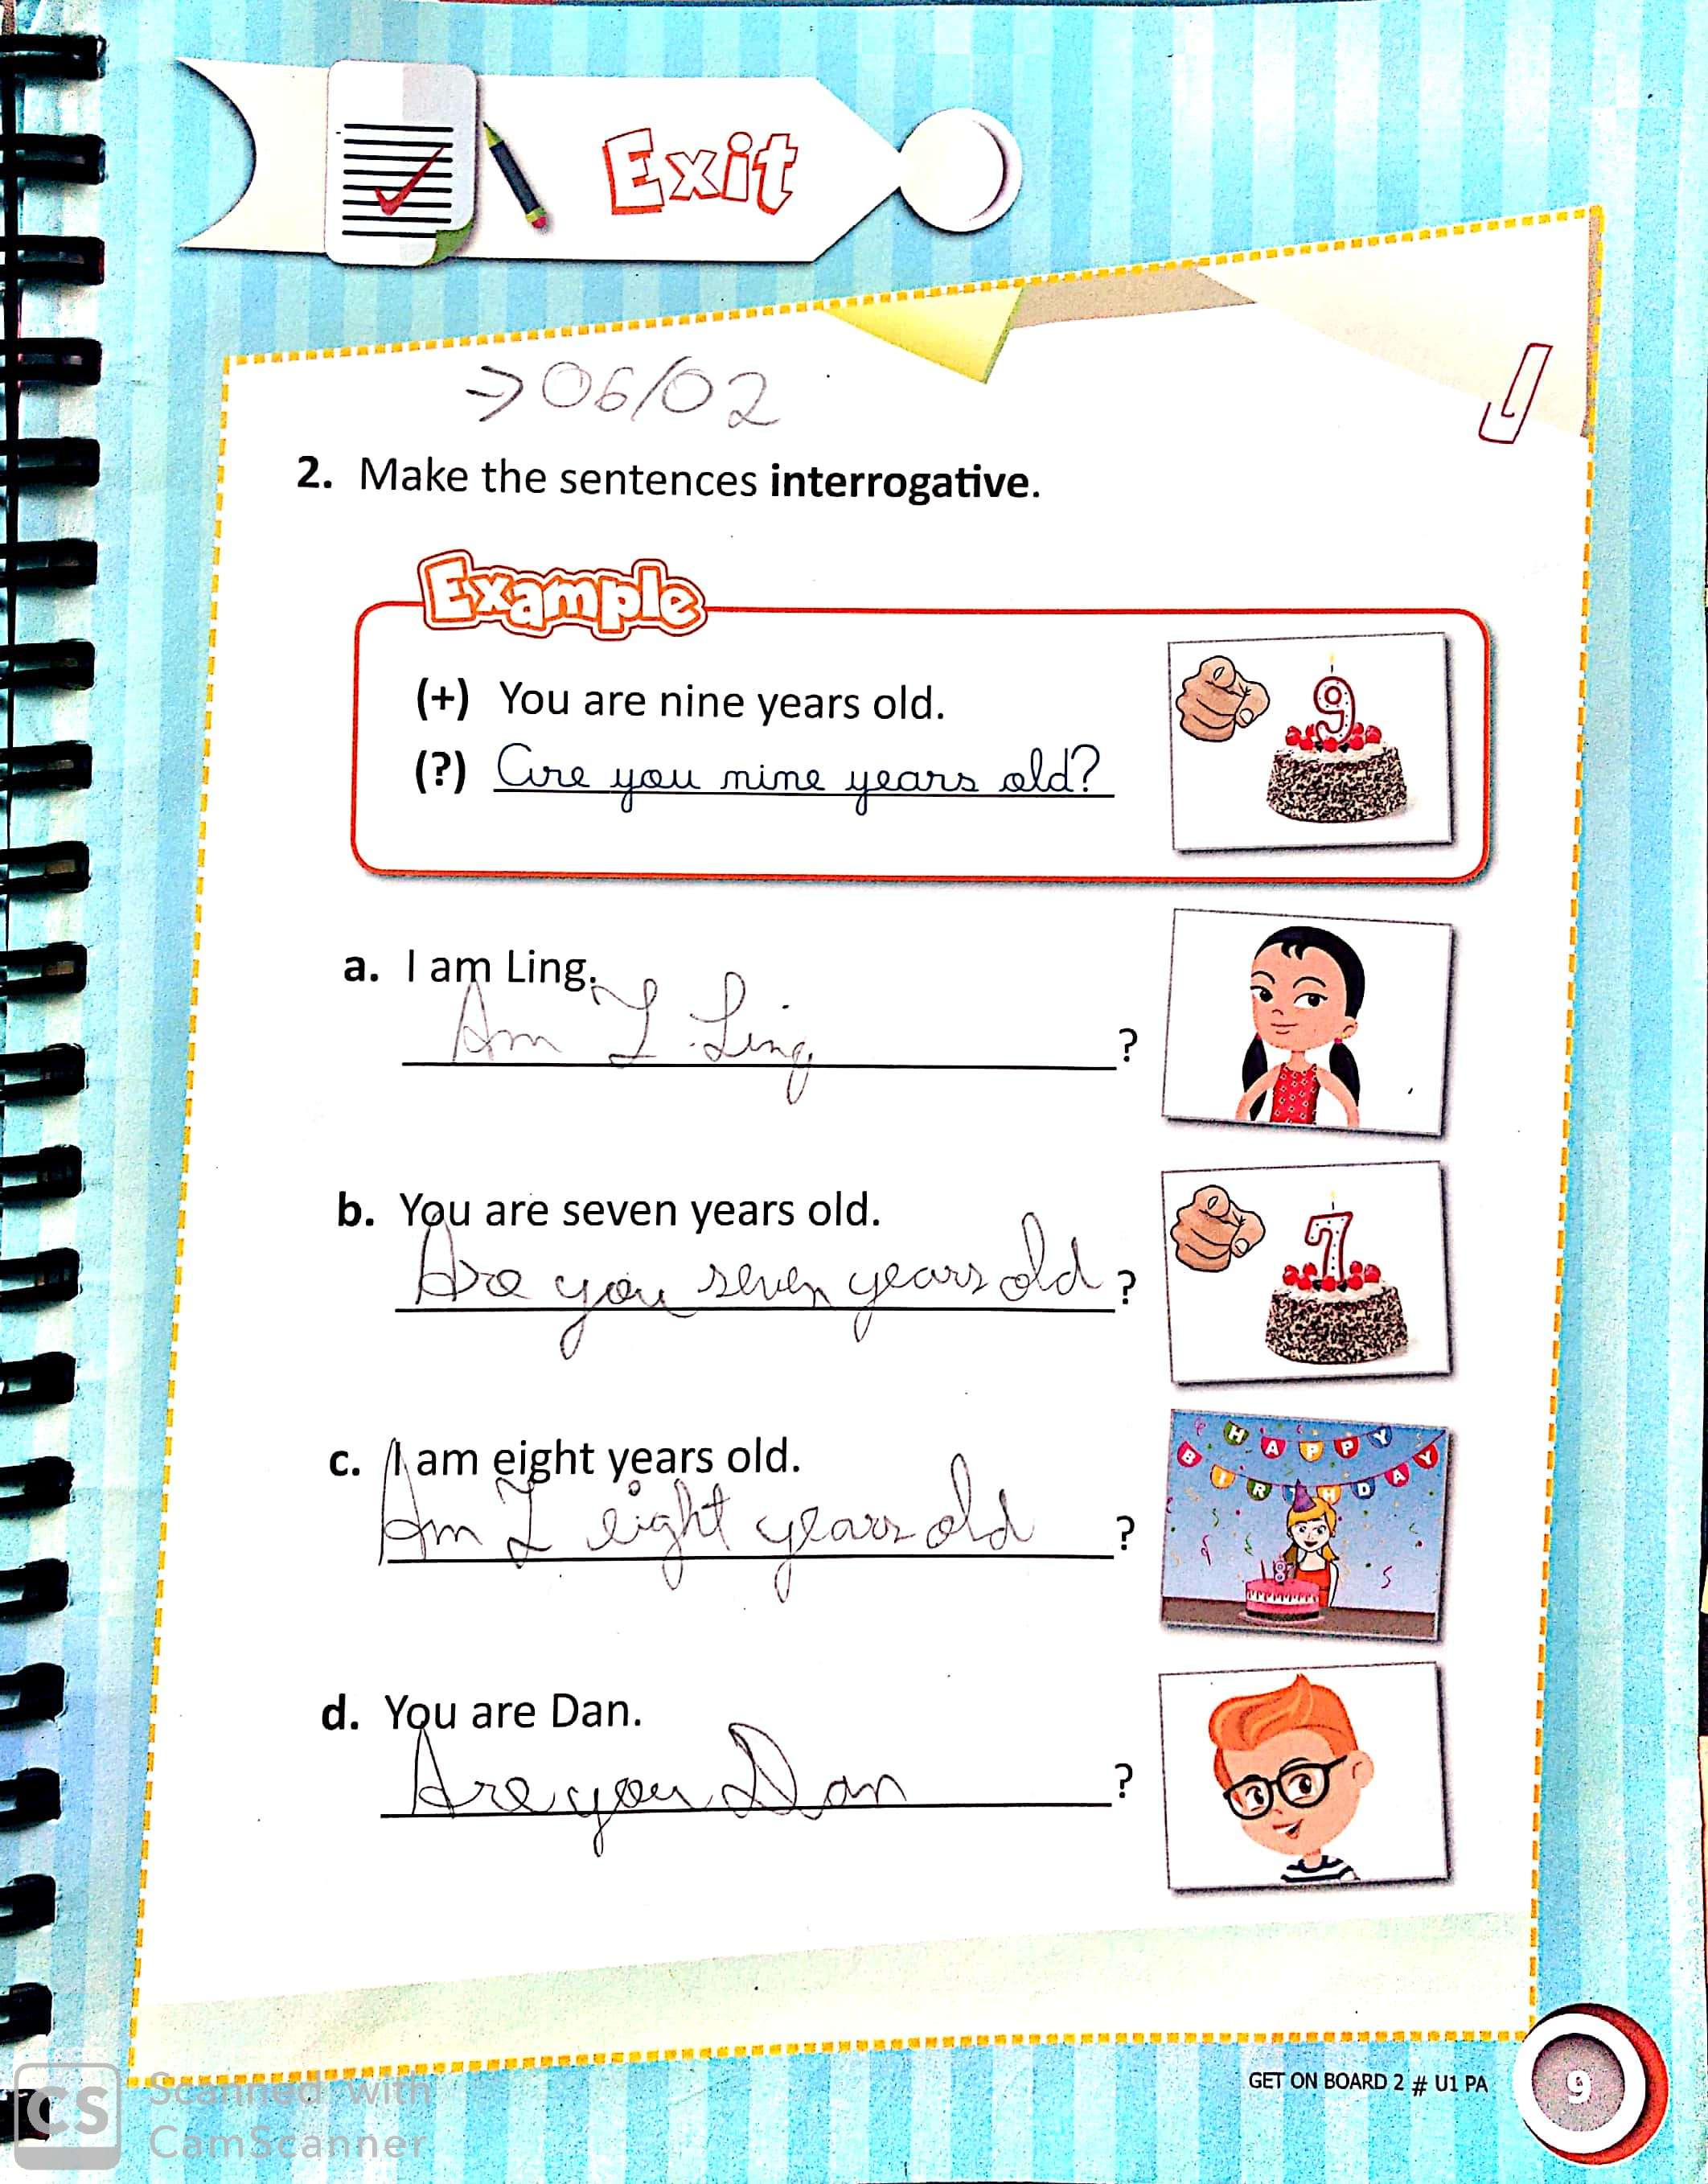 Exit
→ 06/02
2. Make the sentences interrogative.
Example
(+) You are nine years old.
(?) Are you nine years old?
9
a. I am Ling.
Am I Ling ?
b. You are seven years old.
Are you seven years old ?
7
c. I am eight years old.
Am I eight years old ?
HAPPY
BIRTHDAY
8
d. You are Dan.
Are you Dan ?
GET ON BOARD 2 # U1 PA
9
CS
Scanned with
CamScanner